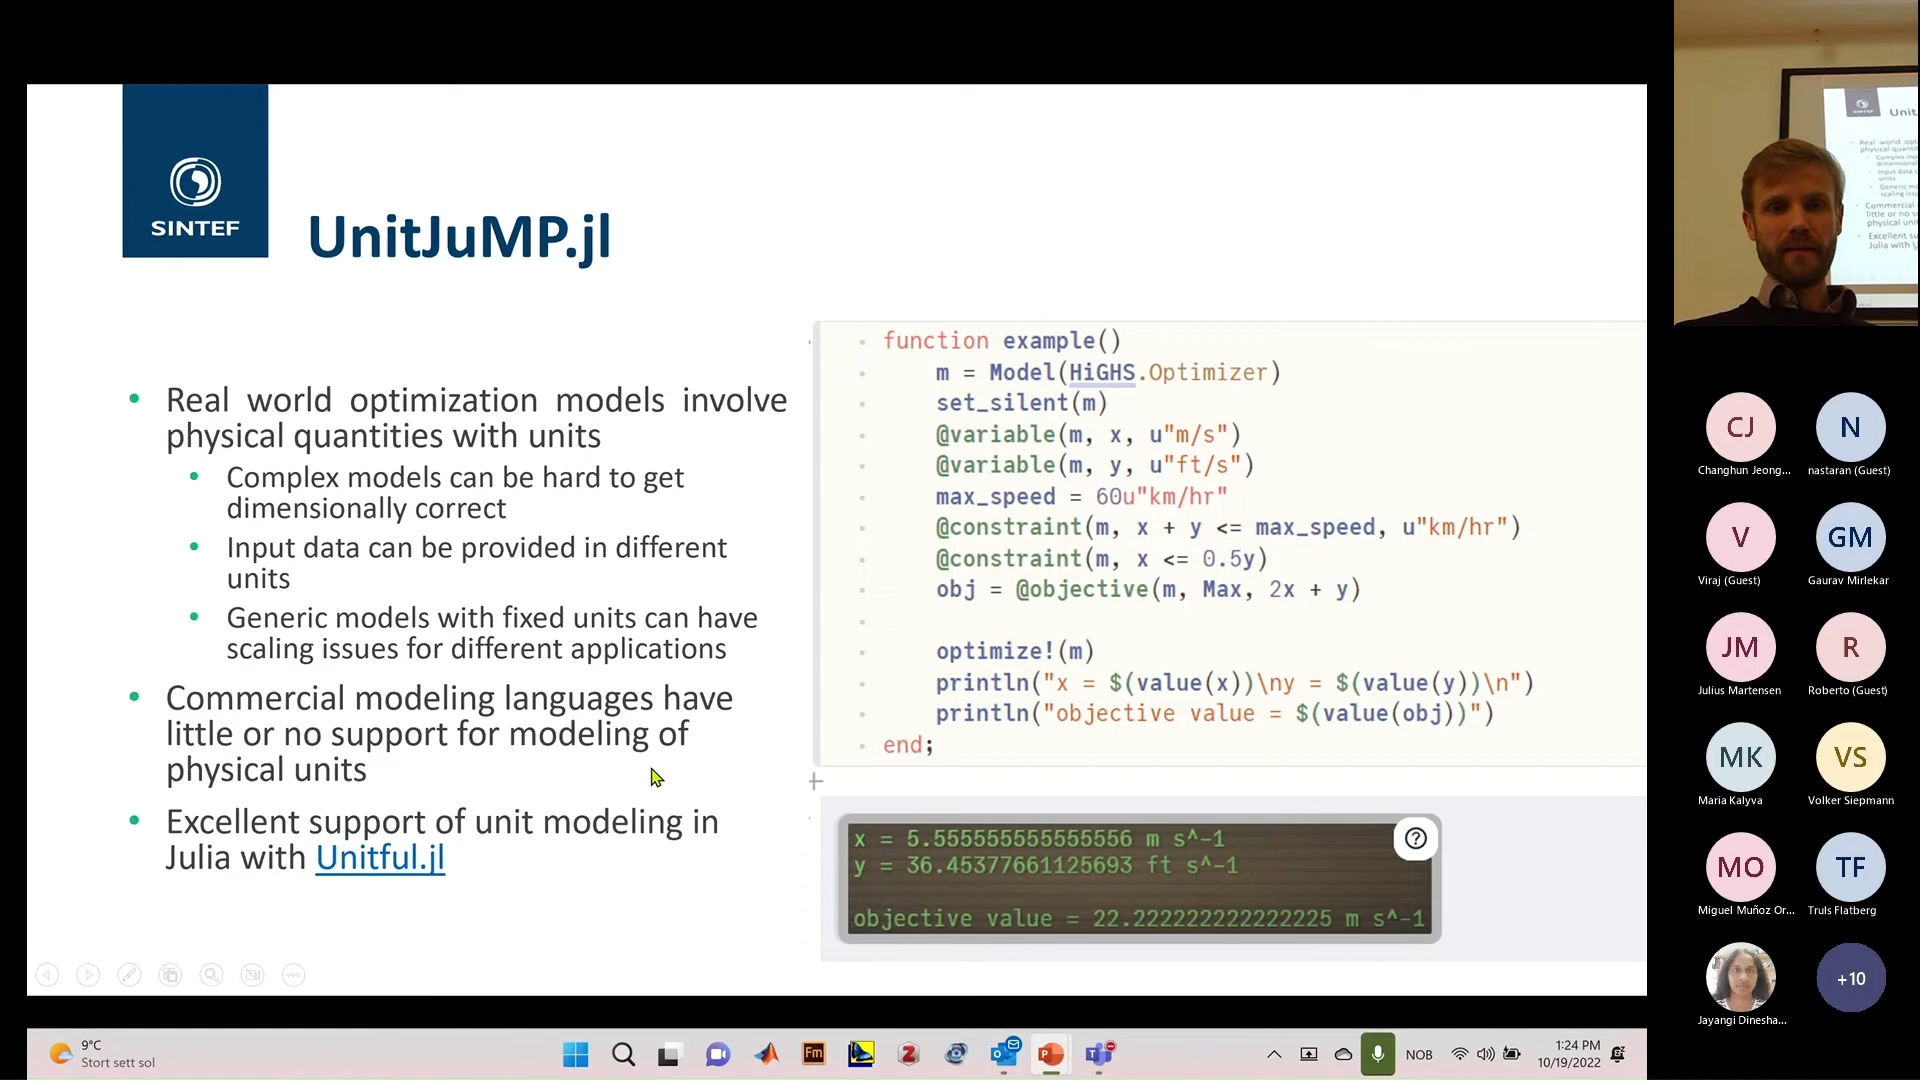 SINTEF
UnitJuMP.jl
• Real world optimization models involve
physical quantities with units
• Complex models can be hard to get
dimensionally correct
• Input data can be provided in different
units
• Generic models with fixed units can have
scaling issues for different applications
• Commercial modeling languages have
little or no support for modeling of
physical units
• Excellent support of unit modeling in
Julia with Unitful.jl
function example()
m = Model(HiGHS.Optimizer)
set_silent(m)
@variable(m, x, u"m/s")
@variable(m, y, u"ft/s")
max_speed = 60u"km/hr"
@constraint(m, x + y <= max_speed, u"km/hr")
@constraint(m, x <= 0.5y)
obj = @objective(m, Max, 2x + y)
optimize!(m)
println("x = $(value(x))\ny = $(value(y))\n")
println("objective value = $(value(obj))")
end;
x = 5.555555555555556 m s^-1
y = 36.45377661125693 ft s^-1
objective value = 22.222222222222225 m s^-1
CJ
Changhun Jeong...
N
nastaran (Guest)
V
Viraj (Guest)
GM
Gaurav Mirlekar
JM
Julius Martensen
R
Roberto (Guest)
MK
Maria Kalyva
VS
Volker Siepmann
MO
Miguel Muñoz Or...
TF
Truls Flatberg
Jayangi Dinesha...
+10
9°C
Stort sett sol
Fm
NOB
1:24 PM
10/19/2022